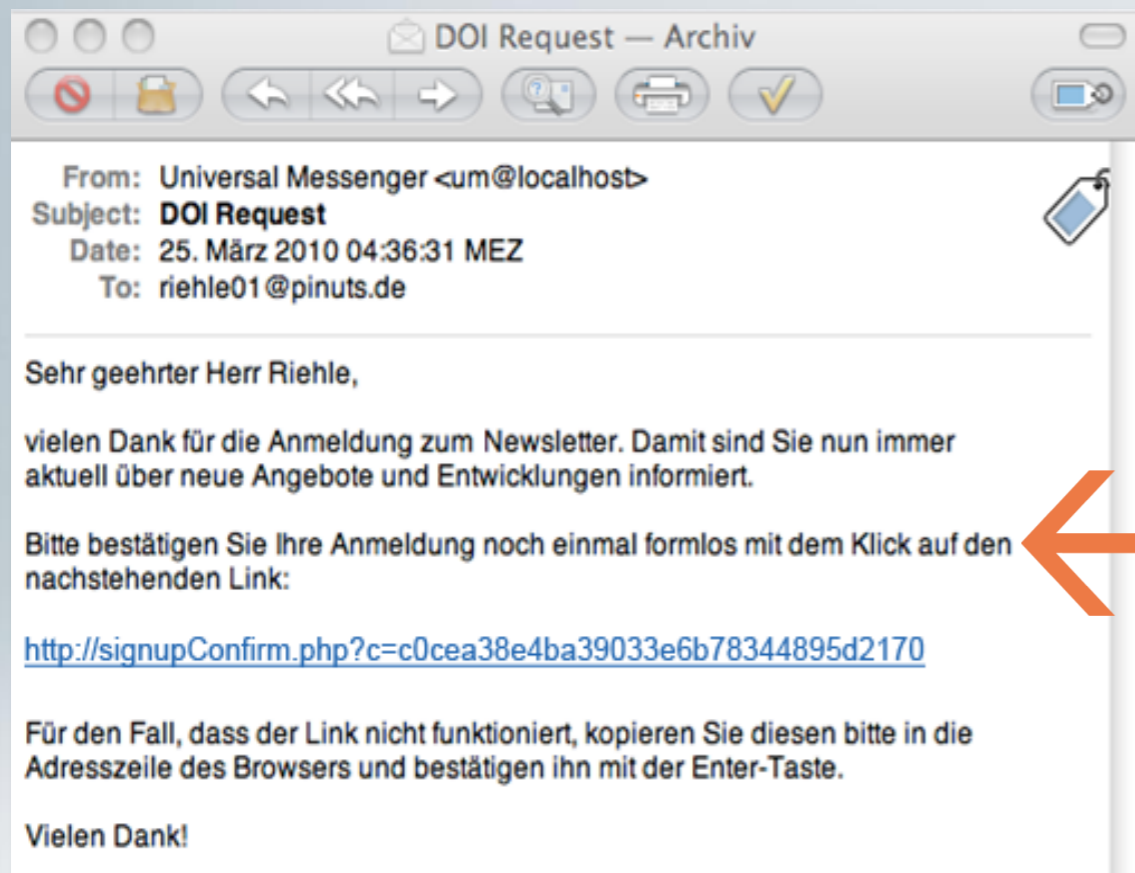 DOI Request — Archiv
From: Universal Messenger <um@localhost>
Subject: DOI Request
Date: 25. März 2010 04:36:31 MEZ
To: riehle01@pinuts.de
Sehr geehrter Herr Riehle,
vielen Dank für die Anmeldung zum Newsletter. Damit sind Sie nun immer
aktuell über neue Angebote und Entwicklungen informiert.
Bitte bestätigen Sie Ihre Anmeldung noch einmal formlos mit dem Klick auf den
nachstehenden Link:
http://signupConfirm.php?c=c0cea38e4ba39033e6b78344895d2170
Für den Fall, dass der Link nicht funktioniert, kopieren Sie diesen bitte in die
Adresszeile des Browsers und bestätigen ihn mit der Enter-Taste.
Vielen Dank!